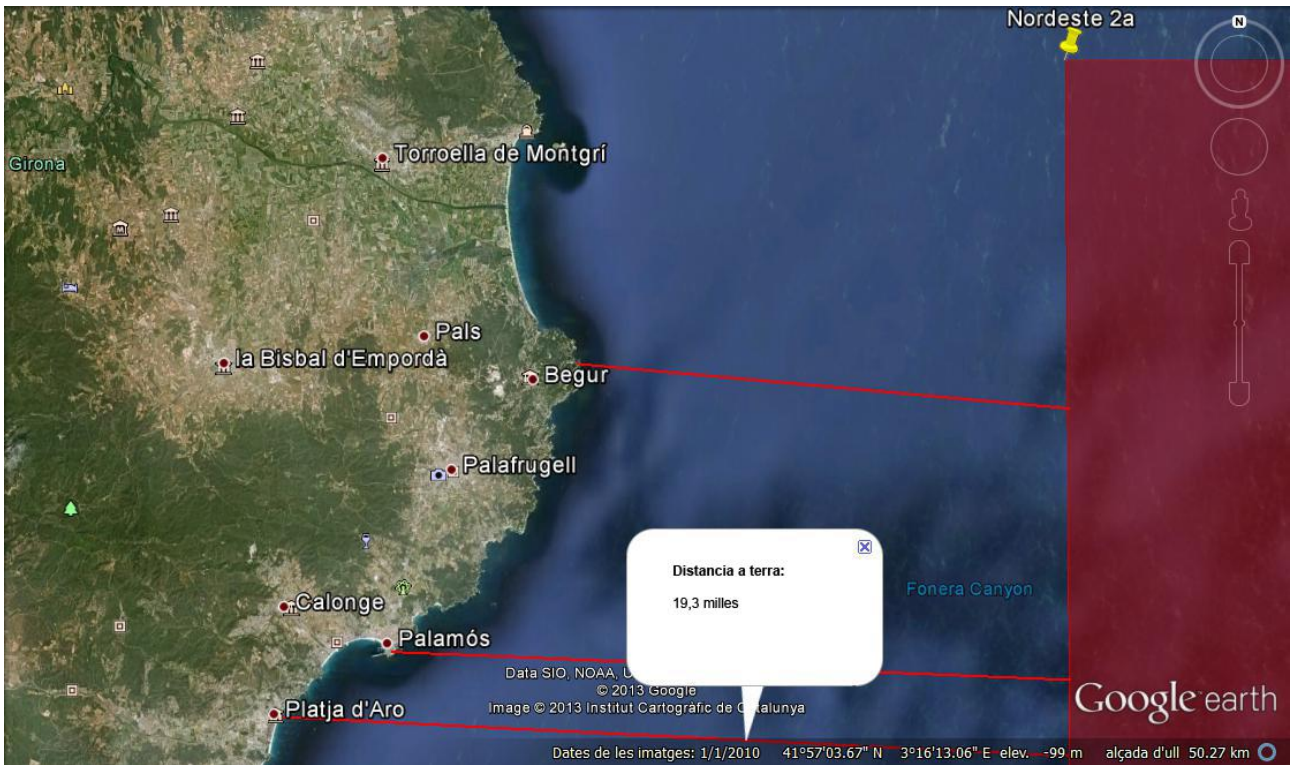 Nordeste 2a
N
Torroella de Montgrí
Girona
Pals
la Bisbal d'Empordà
Begur
Palafrugell
Distancia a terra:
19,3 milles
Fonera Canyon
Calonge
Palamós
Data SIO, NOAA, U
© 2013 Google
Image © 2013 Institut Cartogràfic de Catalunya
Platja d'Aro
Google earth
Dates de les imatges: 1/1/2010 41°57'03.67" N 3°16'13.06" E elev. -99 m alçada d'ull 50.27 km